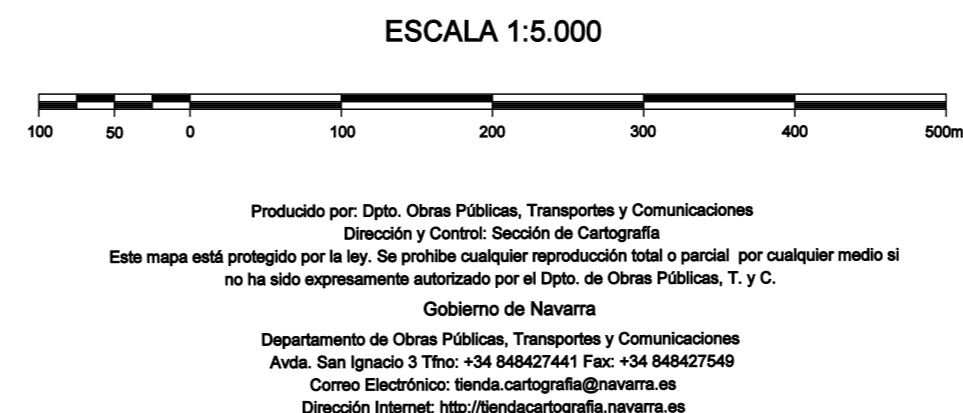 ESCALA 1:5.000
100 50 0 100 200 300 400 500m
Producido por: Dpto. Obras Públicas, Transportes y Comunicaciones
Dirección y Control: Sección de Cartografía
Este mapa está protegido por la ley. Se prohibe cualquier reproducción total o parcial por cualquier medio si
no ha sido expresamente autorizado por el Dpto. de Obras Públicas, T. y C.
Gobierno de Navarra
Departamento de Obras Públicas, Transportes y Comunicaciones
Avda. San Ignacio 3 Tfno: +34 848427441 Fax: +34 848427549
Correo Electrónico: tienda.cartografia@navarra.es
Dirección Internet: http://tiendacartografia.navarra.es